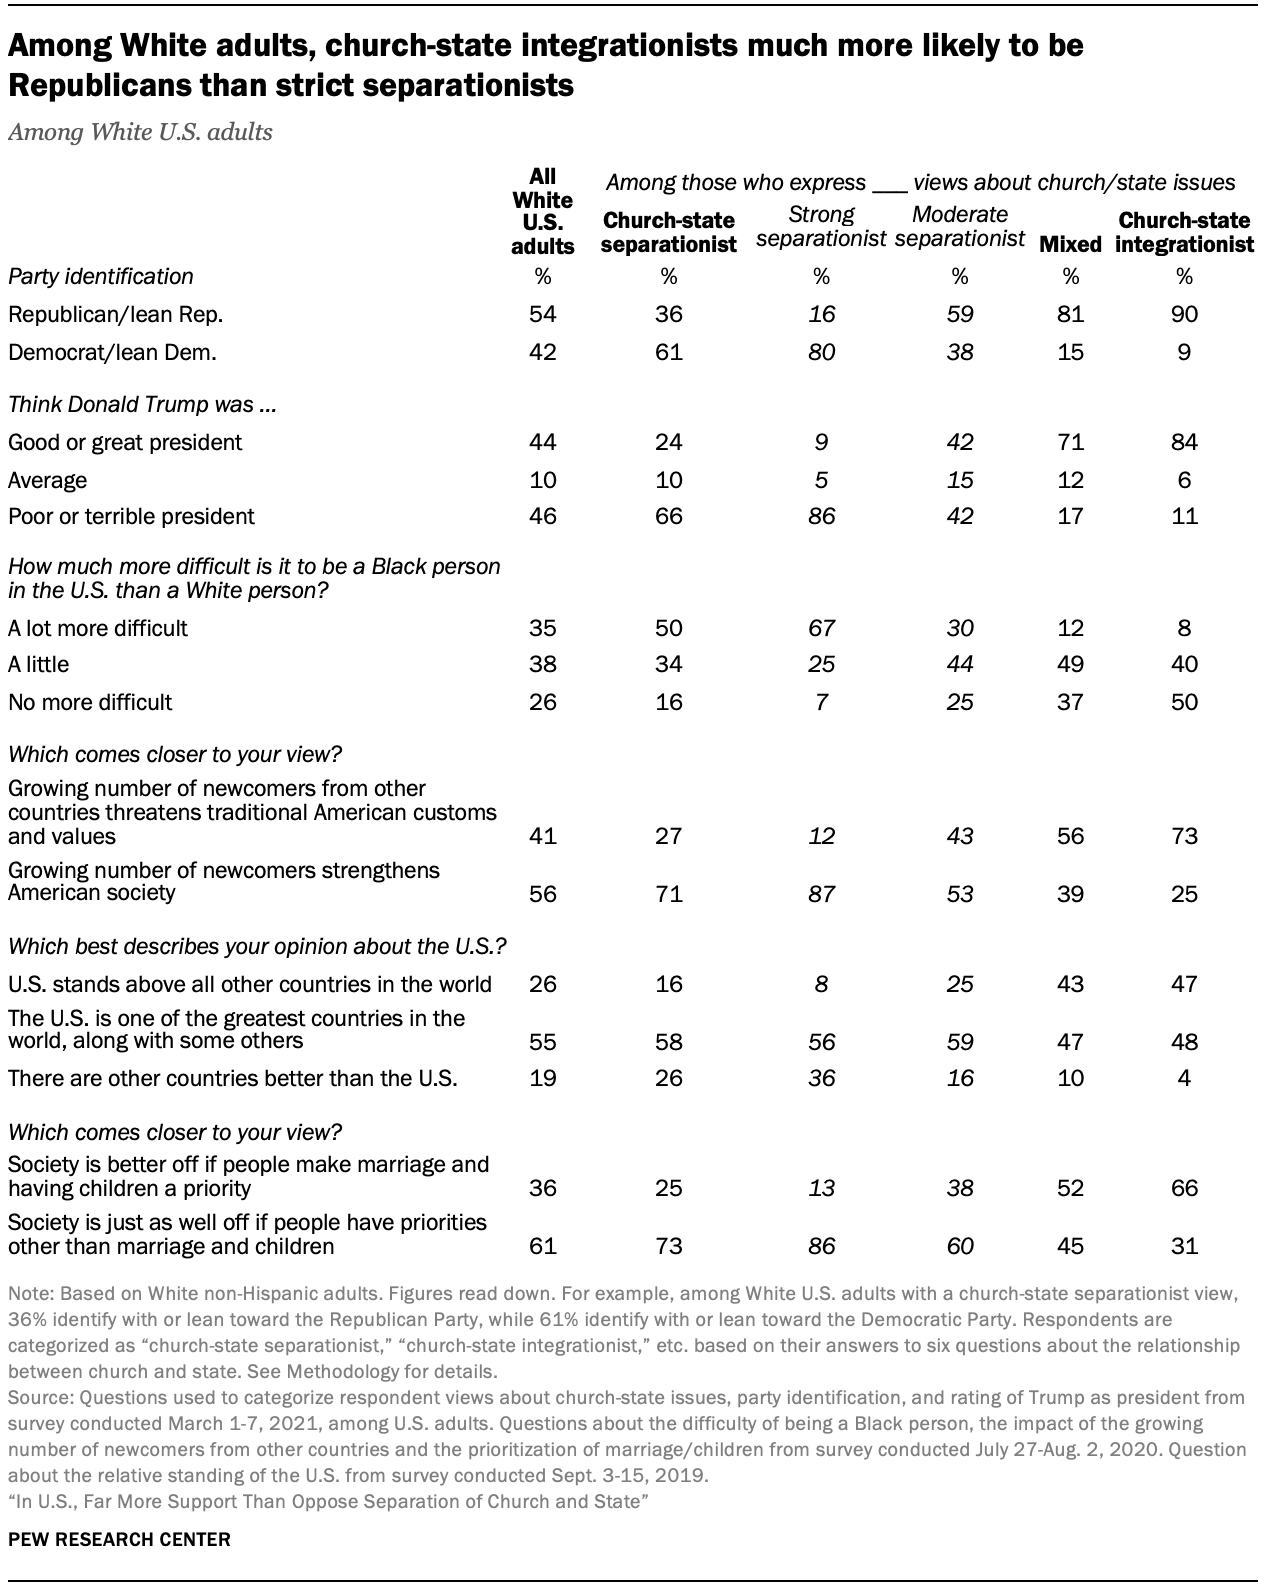 Among White adults, church-state integrationists much more likely to be
Republicans than strict separationists
Among White U.S. adults
All White U.S. adults
Among those who express ___ views about church/state issues
Church-state separationist
Strong separationist
Moderate separationist
Mixed
Church-state integrationist
Party identification % % % % % %
Republican/lean Rep. 54 36 16 59 81 90
Democrat/lean Dem. 42 61 80 38 15 9
Think Donald Trump was ...
Good or great president 44 24 9 42 71 84
Average 10 10 5 15 12 6
Poor or terrible president 46 66 86 42 17 11
How much more difficult is it to be a Black person
in the U.S. than a White person?
A lot more difficult 35 50 67 30 12 8
A little 38 34 25 44 49 40
No more difficult 26 16 7 25 37 50
Which comes closer to your view?
Growing number of newcomers from other
countries threatens traditional American customs
and values 41 27 12 43 56 73
Growing number of newcomers strengthens
American society 56 71 87 53 39 25
Which best describes your opinion about the U.S.?
U.S. stands above all other countries in the world 26 16 8 25 43 47
The U.S. is one of the greatest countries in the
world, along with some others 55 58 56 59 47 48
There are other countries better than the U.S. 19 26 36 16 10 4
Which comes closer to your view?
Society is better off if people make marriage and
having children a priority 36 25 13 38 52 66
Society is just as well off if people have priorities
other than marriage and children 61 73 86 60 45 31
Note: Based on White non-Hispanic adults. Figures read down. For example, among White U.S. adults with a church-state separationist view,
36% identify with or lean toward the Republican Party, while 61% identify with or lean toward the Democratic Party. Respondents are
categorized as “church-state separationist,” “church-state integrationist,” etc. based on their answers to six questions about the relationship
between church and state. See Methodology for details.
Source: Questions used to categorize respondent views about church-state issues, party identification, and rating of Trump as president from
survey conducted March 1-7, 2021, among U.S. adults. Questions about the difficulty of being a Black person, the impact of the growing
number of newcomers from other countries and the prioritization of marriage/children from survey conducted July 27-Aug. 2, 2020. Question
about the relative standing of the U.S. from survey conducted Sept. 3-15, 2019.
“In U.S., Far More Support Than Oppose Separation of Church and State”
PEW RESEARCH CENTER